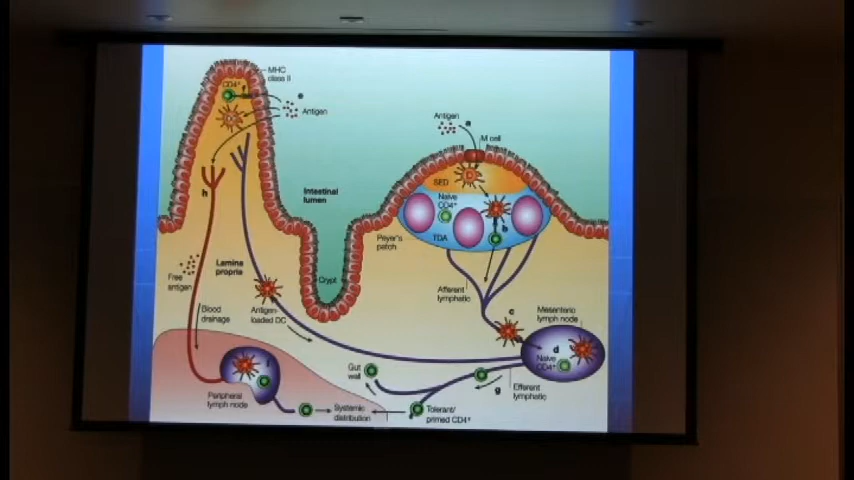 MHC
class II
CD4⁺
f
e
Antigen
Antigen
a
M cell
SED
Naive
CD4⁺
b
TDA
h
Intestinal
lumen
Peyer's
patch
Lamina
propria
Free
antigen
Crypt
Afferent
lymphatic
Antigen-
loaded DC
Blood
drainage
c
Mesenteric
lymph node
d
Naive
CD4⁺
Gut
wall
g
Efferent
lymphatic
Peripheral
lymph node
i
Systemic
distribution
Tolerant/
primed CD4⁺